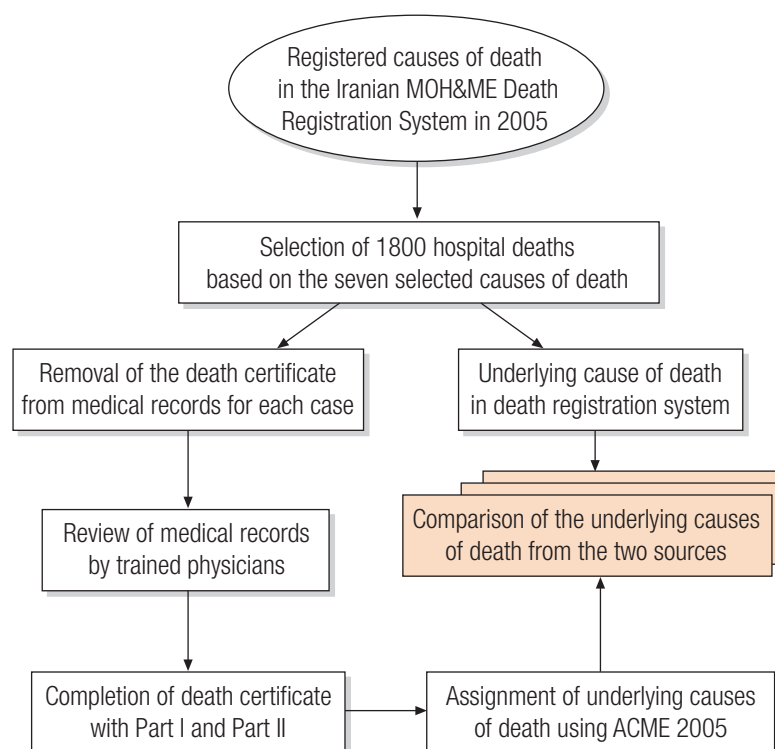 Registered causes of death
in the Iranian MOH&ME Death
Registration System in 2005
Selection of 1800 hospital deaths
based on the seven selected causes of death
Removal of the death certificate
from medical records for each case
Underlying cause of death
in death registration system
Review of medical records
by trained physicians
Comparison of the underlying causes
of death from the two sources
Completion of death certificate
with Part I and Part II
Assignment of underlying causes
of death using ACME 2005